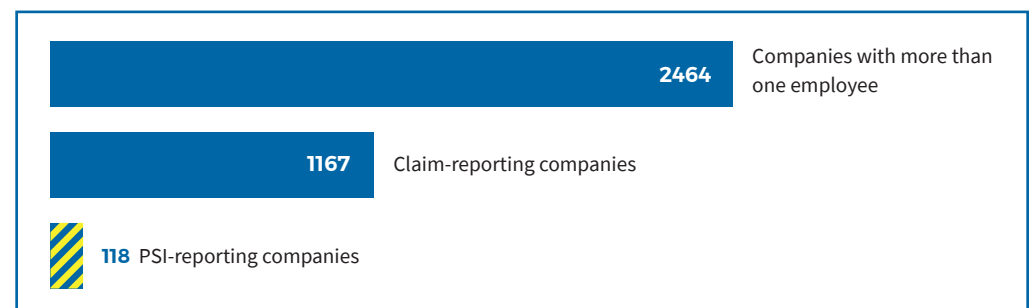 2464
Companies with more than
one employee
1167 Claim-reporting companies
118 PSI-reporting companies